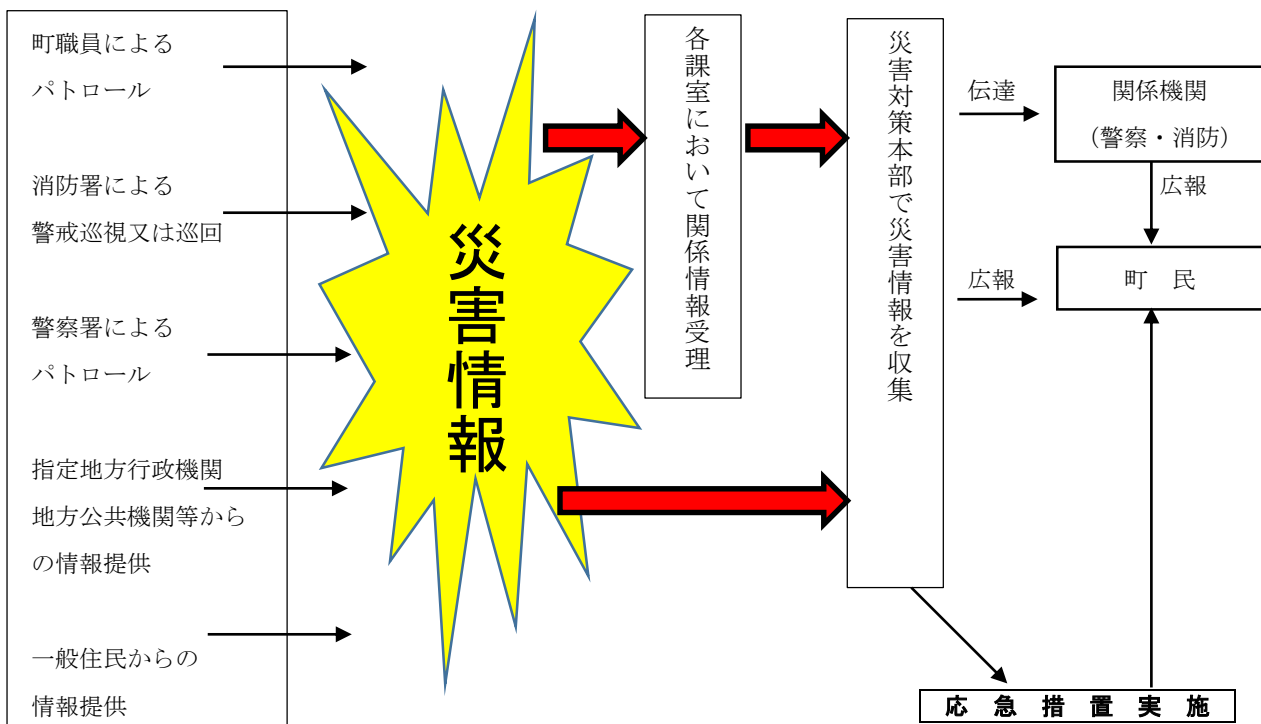 町職員による
パトロール
消防署による
警戒巡視又は巡回
警察署による
パトロール
指定地方行政機関
地方公共機関等から
の情報提供
一般住民からの
情報提供
災害情報
各課室において関係情報受理
災害対策本部で災害情報を収集
伝達
関係機関
（警察・消防）
広報
広報
町　民
応　急　措　置　実　施